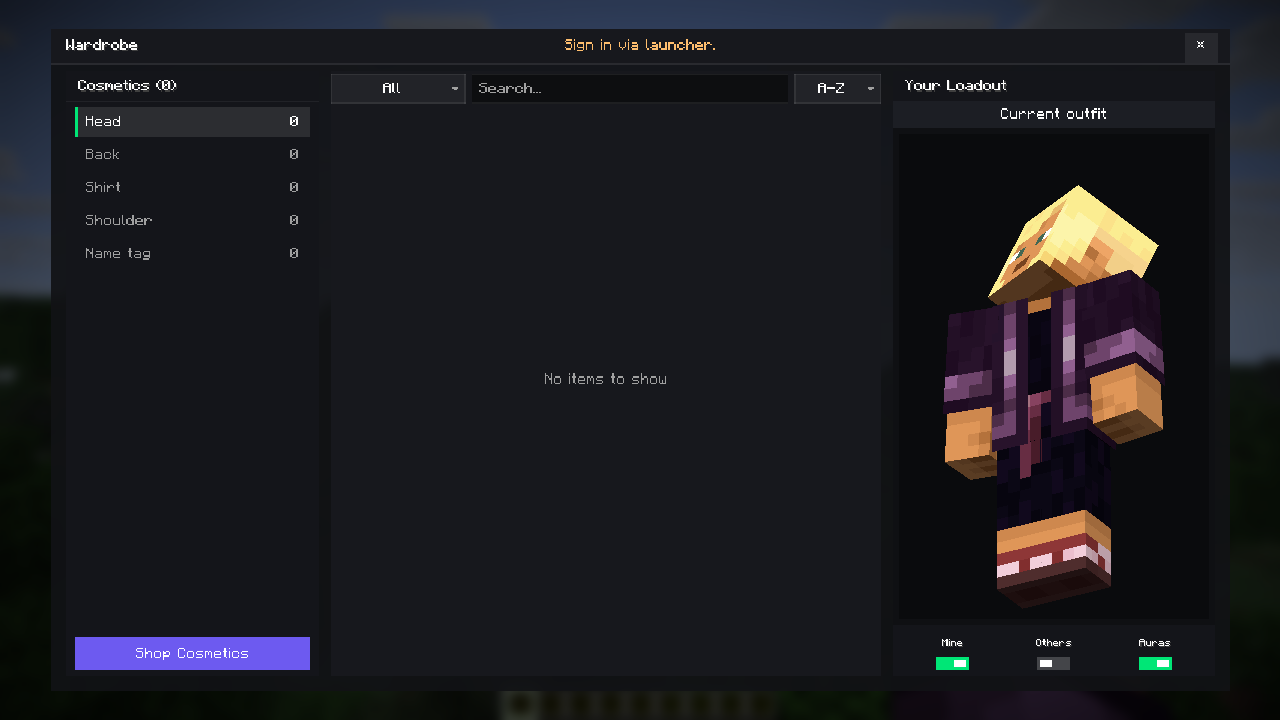 Wardrobe
Sign in via launcher.
×
Cosmetics (0)
Head 0
Back 0
Shirt 0
Shoulder 0
Name tag 0
Shop Cosmetics
All
Search...
A-Z
No items to show
Your Loadout
Current outfit
Mine
Others
Auras